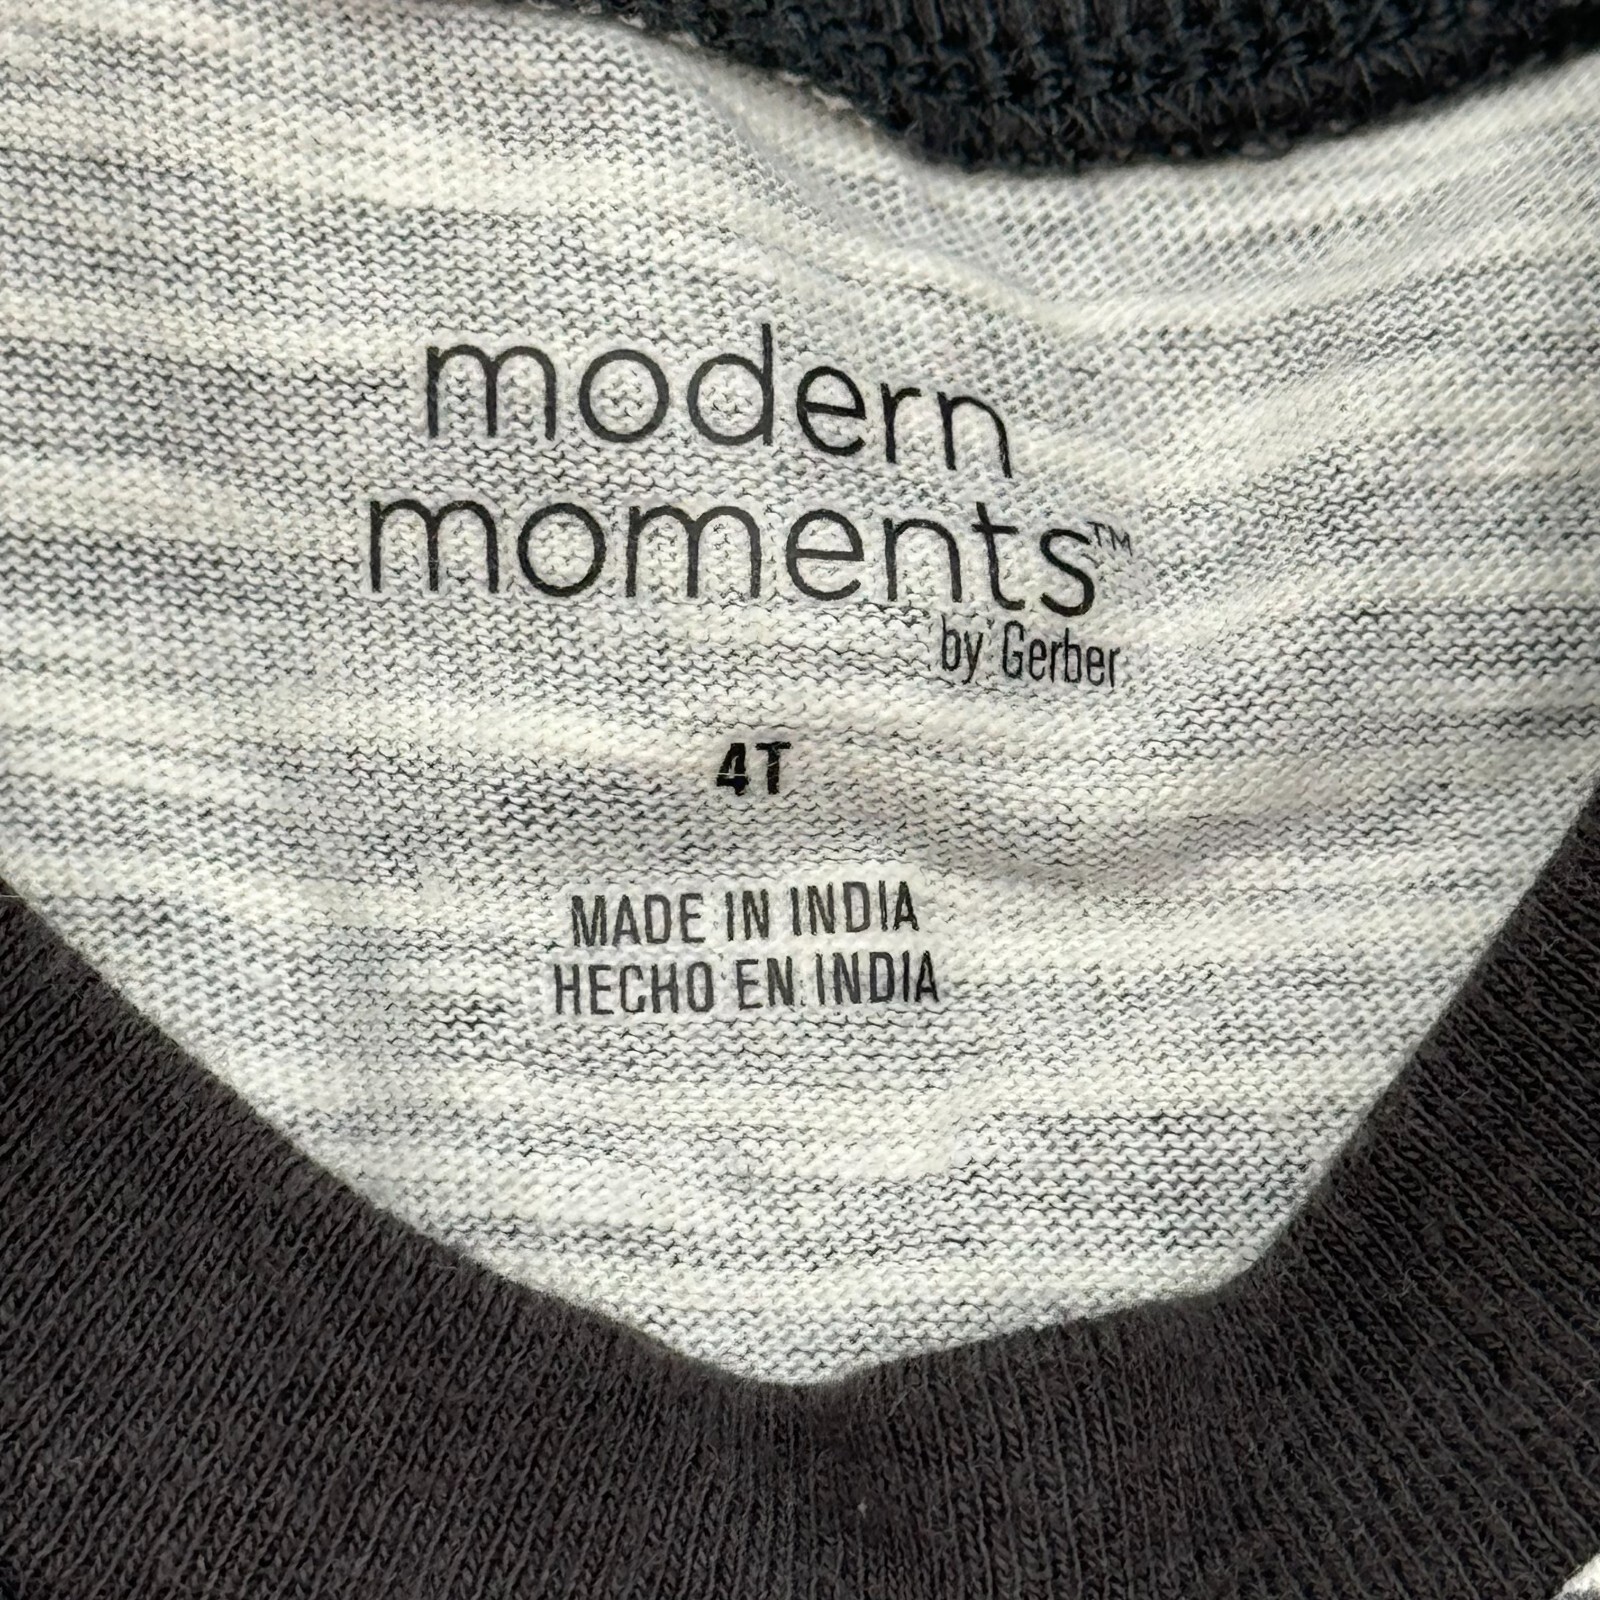 modern
moments™
by Gerber
4T
MADE IN INDIA
HECHO EN INDIA